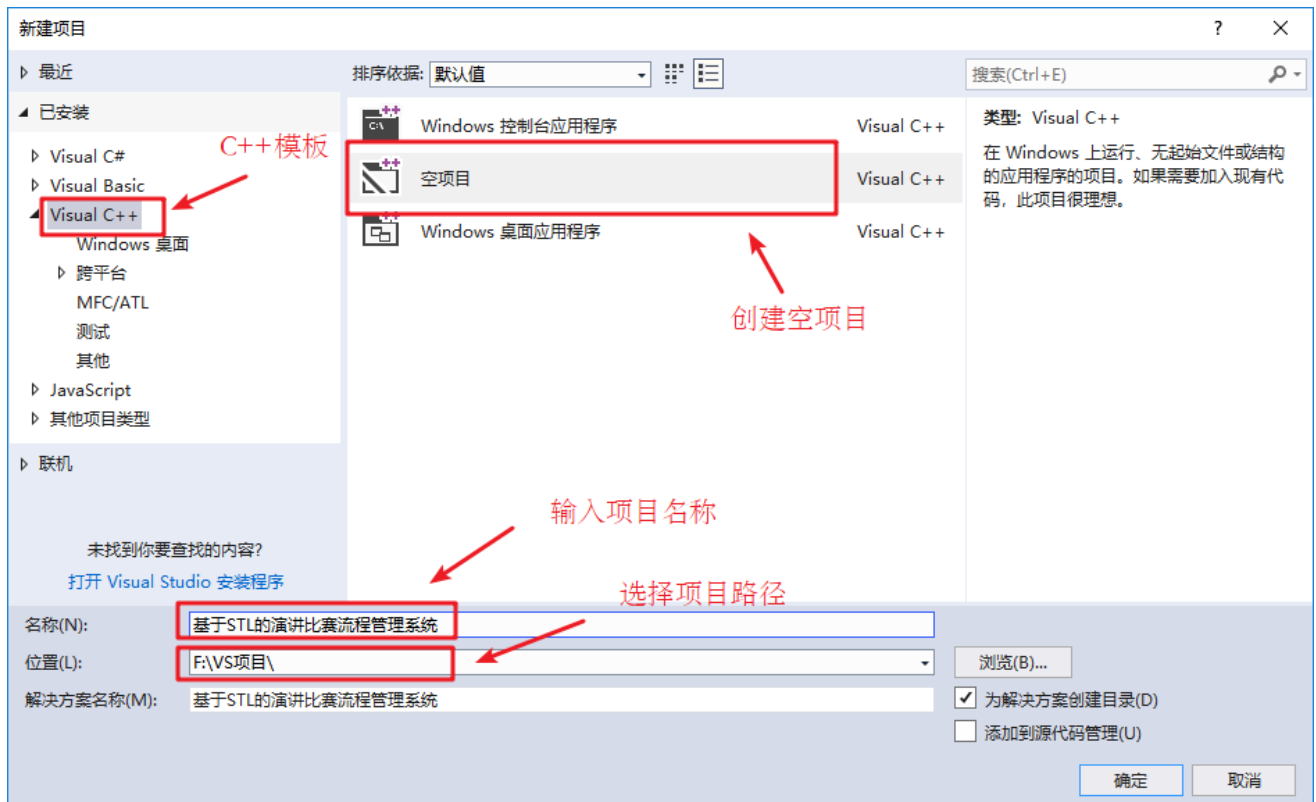 新建项目
?
最近
排序依据: 默认值
搜索(Ctrl+E)
已安装
Visual C#
Visual Basic
Visual C++
Windows 桌面
跨平台
MFC/ATL
测试
其他
JavaScript
其他项目类型
联机
未找到你要查找的内容?
打开 Visual Studio 安装程序
C++模板
Windows 控制台应用程序 Visual C++
空项目 Visual C++
Windows 桌面应用程序 Visual C++
创建空项目
类型: Visual C++
在 Windows 上运行、无起始文件或结构
的应用程序的项目。如果需要加入现有代
码，此项目很理想。
输入项目名称
选择项目路径
名称(N): 基于STL的演讲比赛流程管理系统
位置(L): F:\VS项目\
浏览(B)...
解决方案名称(M): 基于STL的演讲比赛流程管理系统
为解决方案创建目录(D)
添加到源代码管理(U)
确定
取消